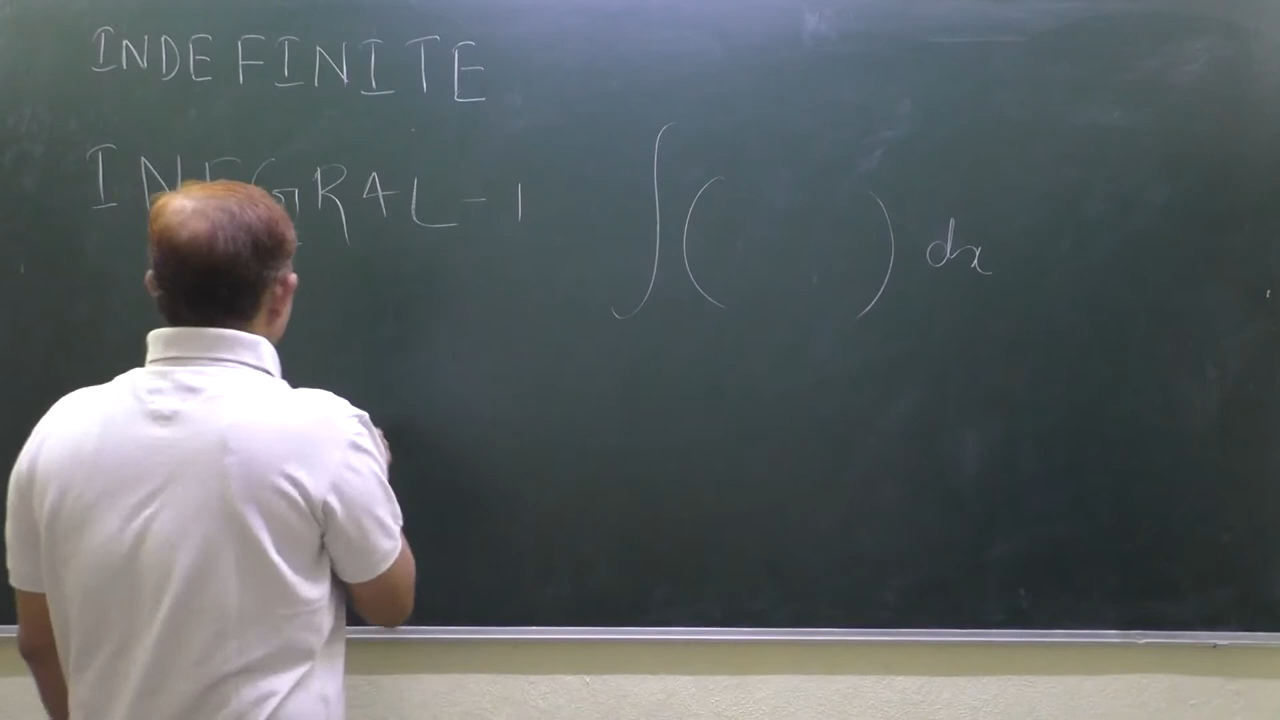 INDEFINITE
INTEGRAL-1
∫( ) dx